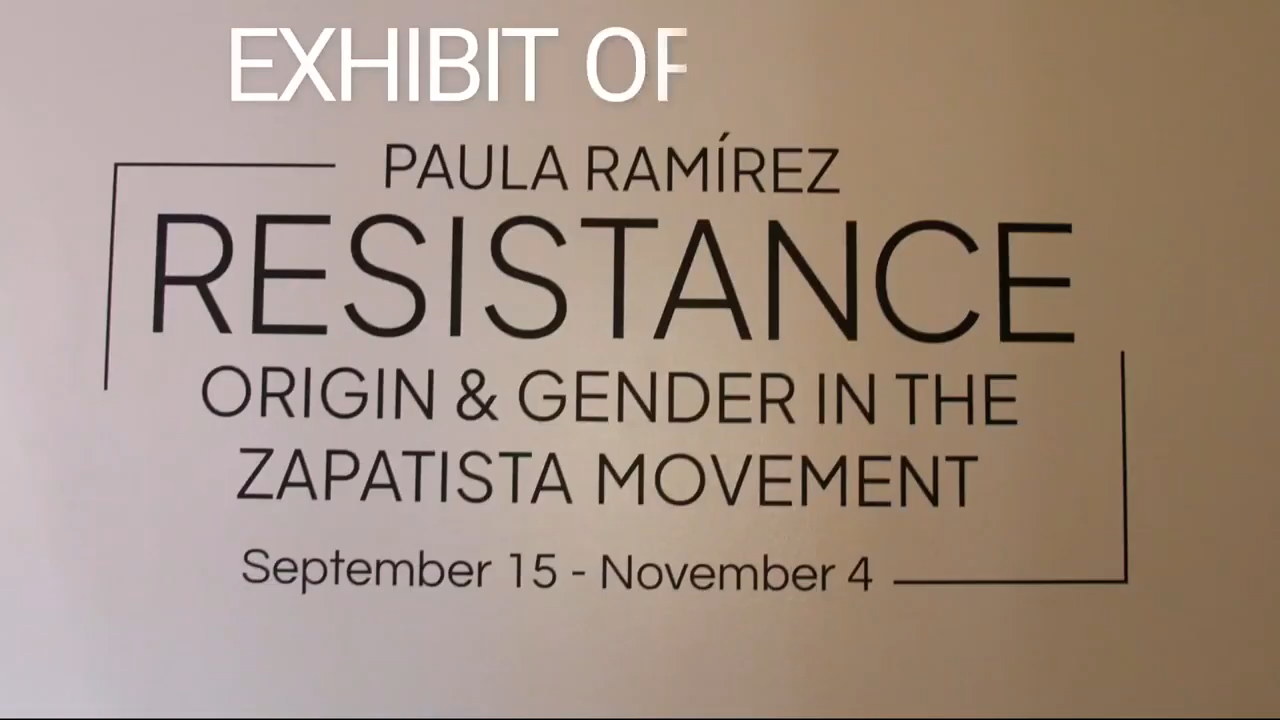 EXHIBIT OF
PAULA RAMÍREZ
RESISTANCE
ORIGIN & GENDER IN THE
ZAPATISTA MOVEMENT
September 15 - November 4